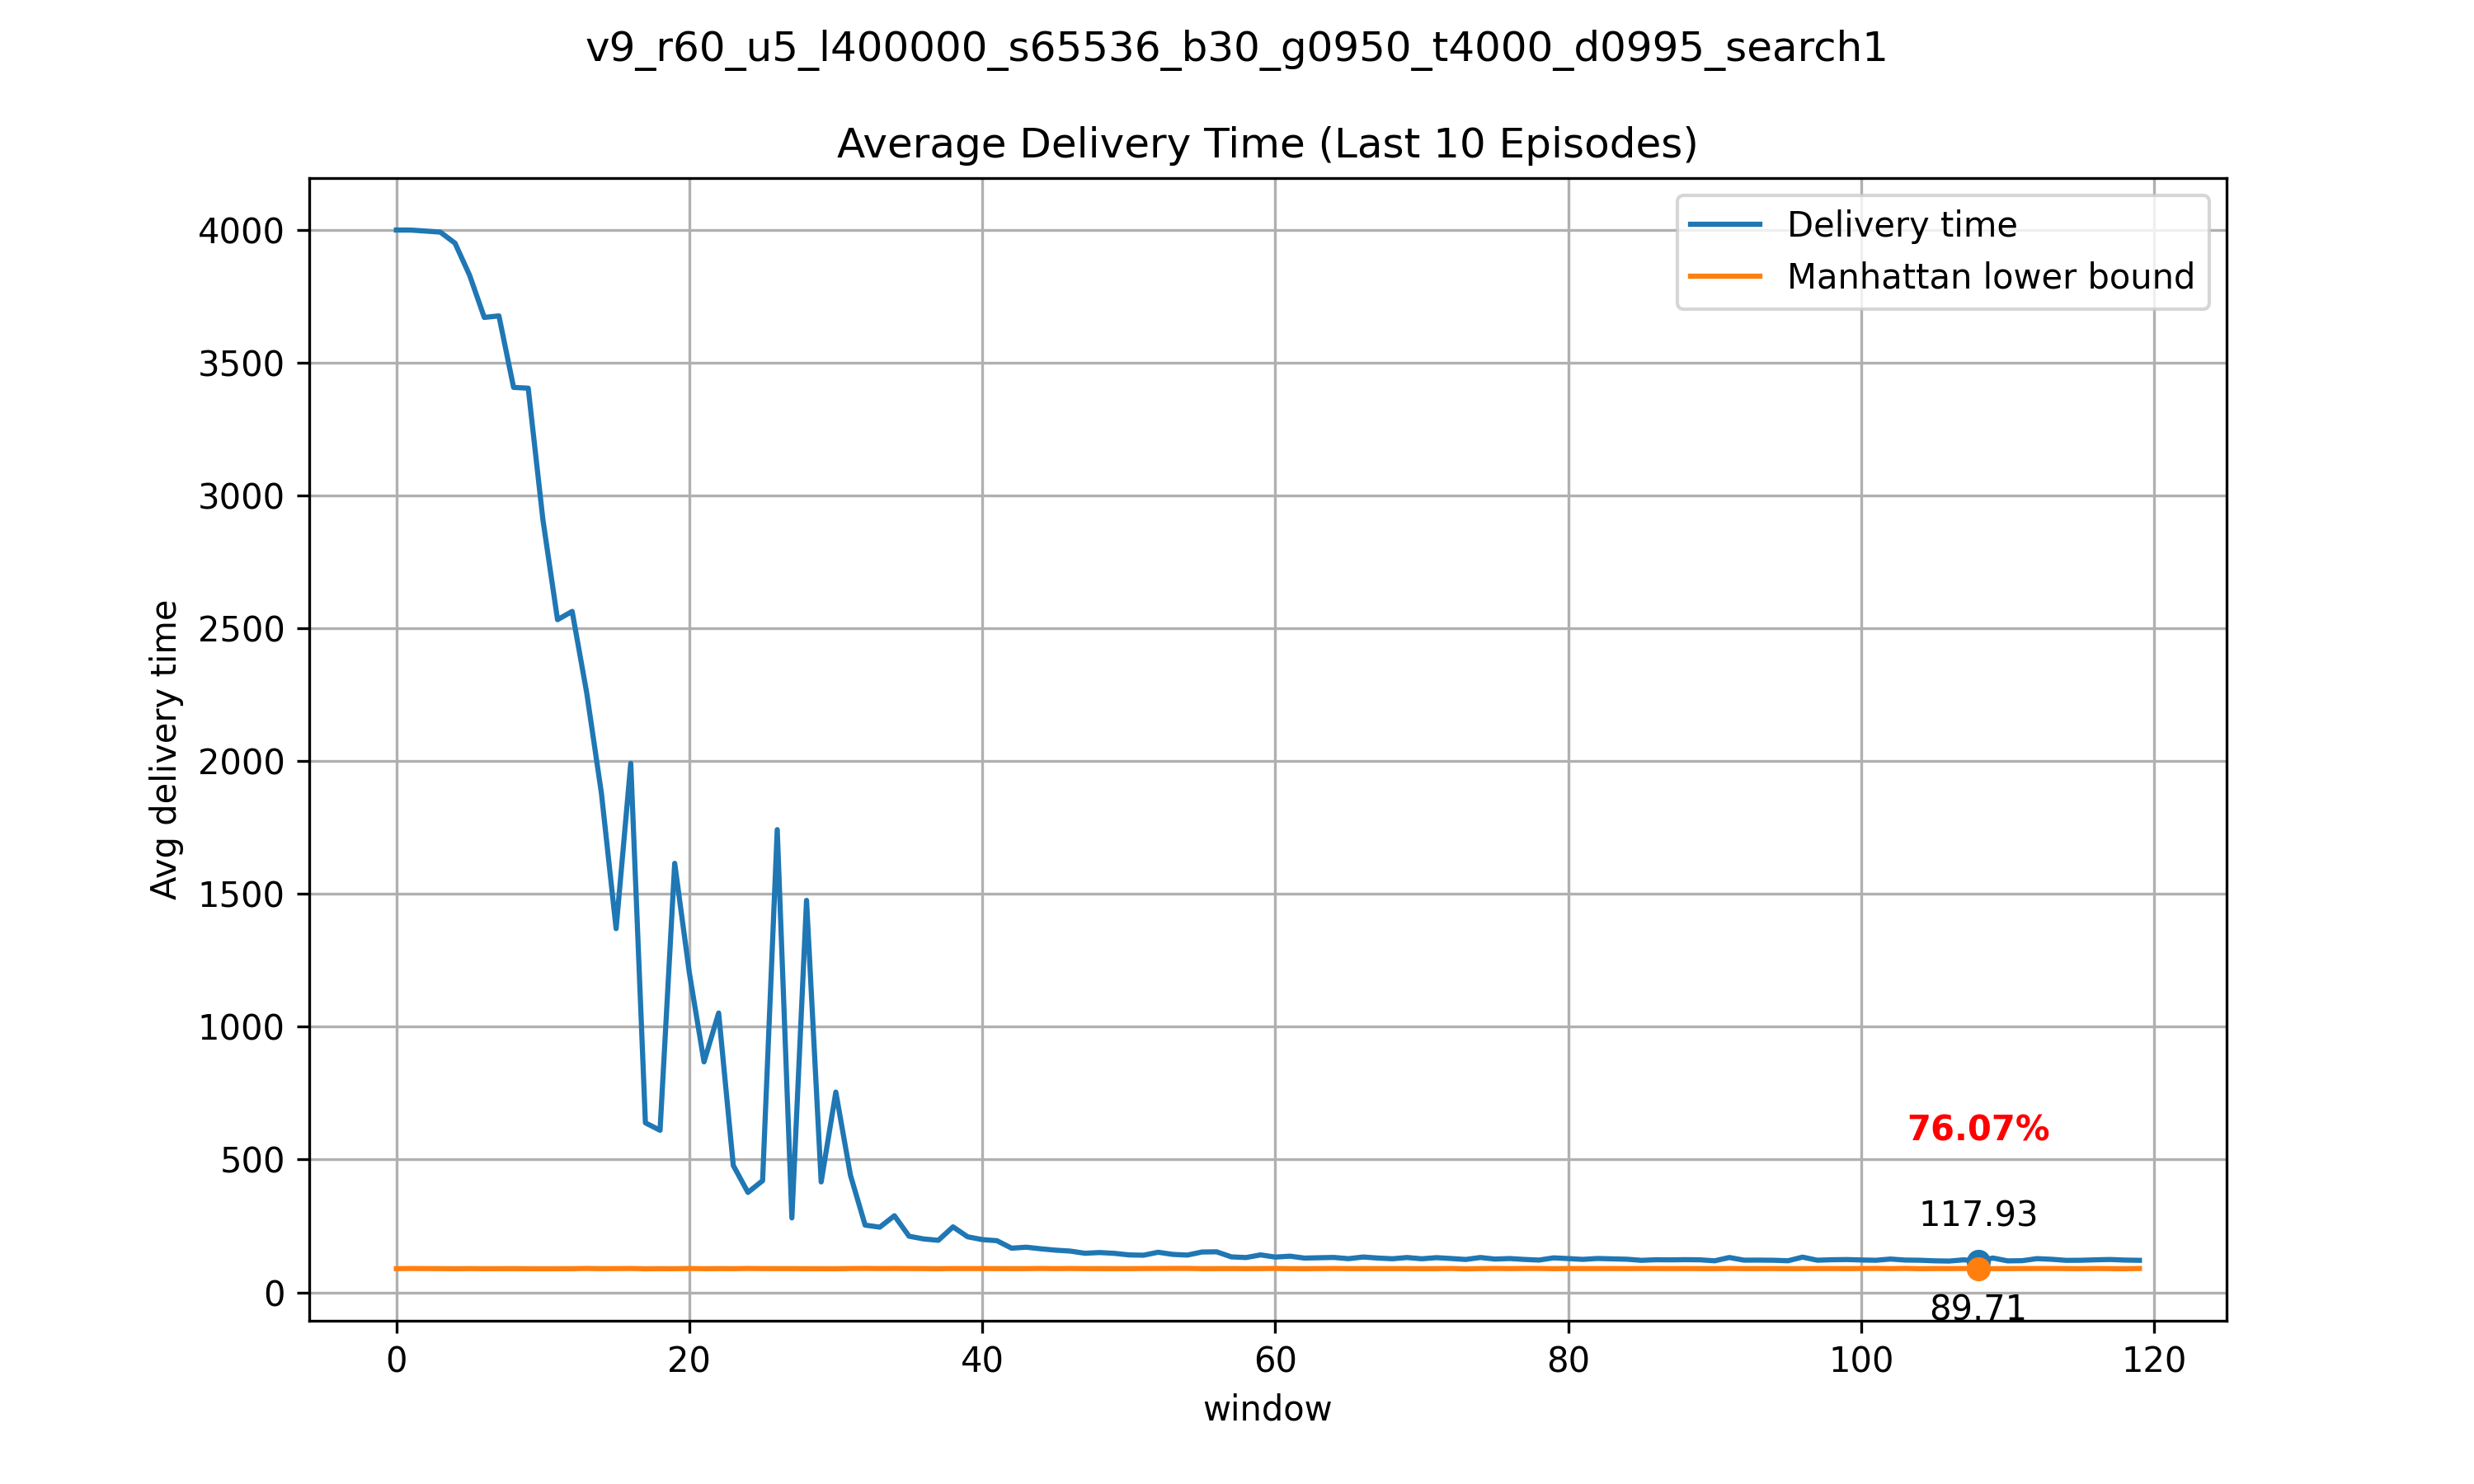 v9_r60_u5_l400000_s65536_b30_g0950_t4000_d0995_search1
Average Delivery Time (Last 10 Episodes)
Delivery time
Manhattan lower bound
Avg delivery time
4000
3500
3000
2500
2000
1500
1000
500
0
76.07%
117.93
89.71
0 20 40 60 80 100 120
window